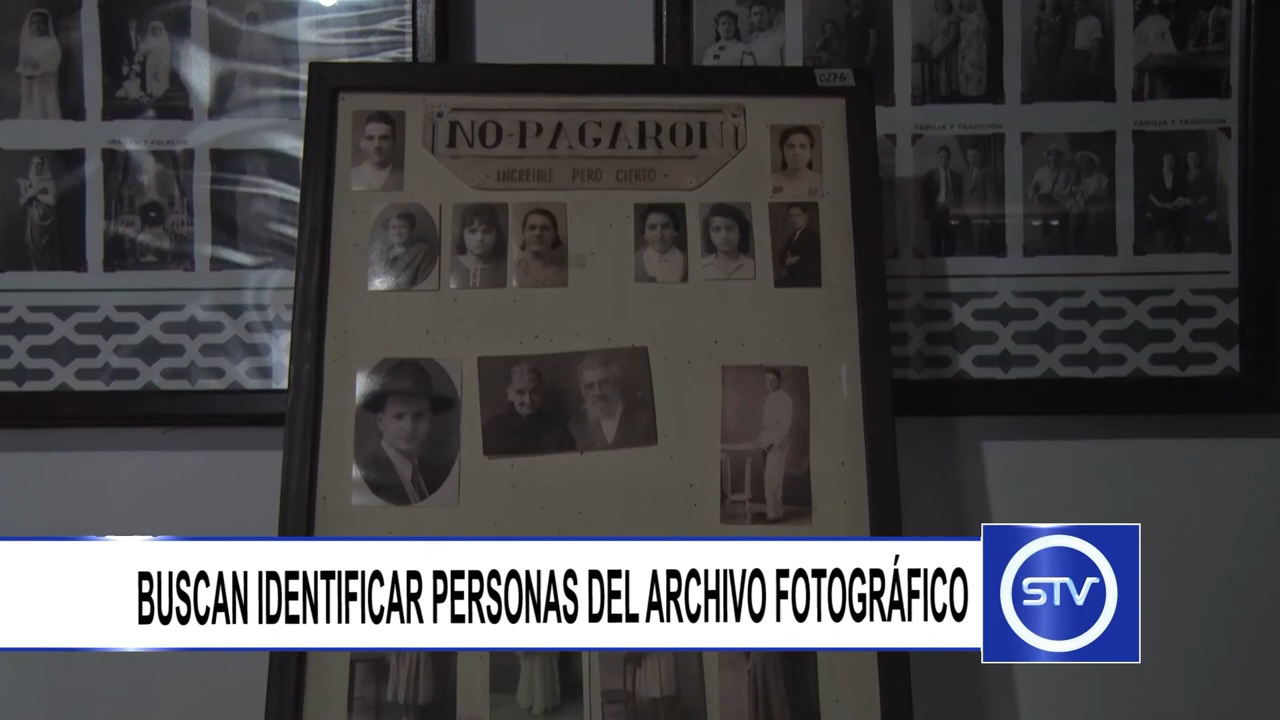 0276
NO-PAGARON
- INCREIBLE PERO CIERTO -
FAMILIA Y TRADICIÓN
FAMILIA Y TRADICIÓN
BUSCAN IDENTIFICAR PERSONAS DEL ARCHIVO FOTOGRÁFICO
STV